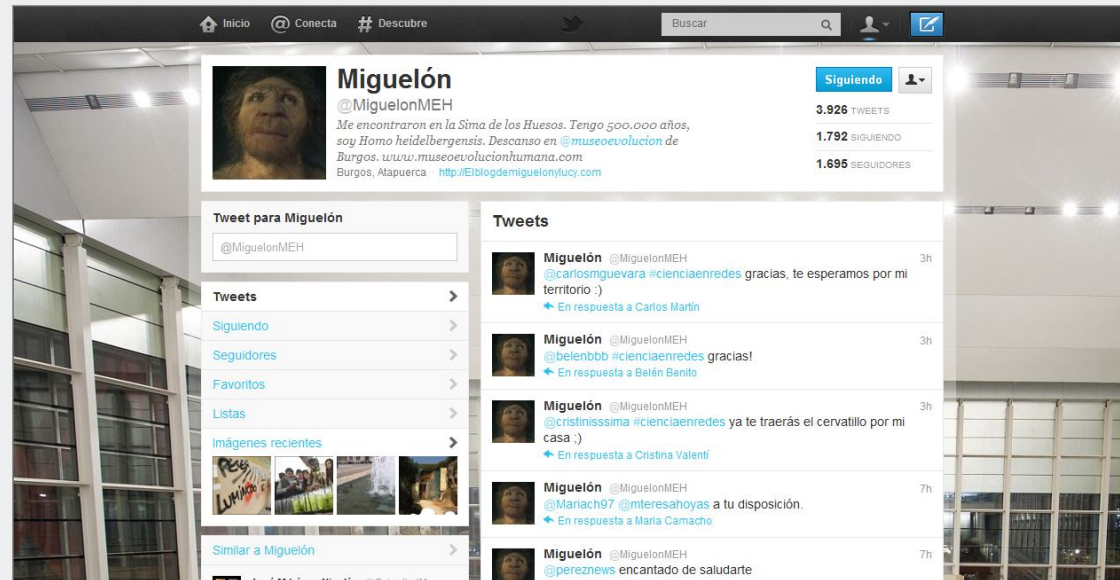 Inicio
Conecta
Descubre
Buscar
Miguelón
@MiguelonMEH
Me encontraron en la Sima de los Huesos. Tengo 500.000 años,
soy Homo heidelbergensis. Descanso en @museoevolucion de
Burgos. www.museoevolucionhumana.com
Burgos, Atapuerca http://Elblogdemiguelonylucy.com
Siguiendo
3.926 TWEETS
1.792 SIGUIENDO
1.695 SEGUIDORES
Tweet para Miguelón
@MiguelonMEH
Tweets
Siguiendo
Seguidores
Favoritos
Listas
Imágenes recientes
Similar a Miguelón
Tweets
Miguelón @MiguelonMEH 3h
@carlosmguevara #cienciaenredes gracias, te esperamos por mi
territorio :)
En respuesta a Carlos Martín
Miguelón @MiguelonMEH 3h
@belenbbb #cienciaenredes gracias!
En respuesta a Belén Benito
Miguelón @MiguelonMEH 3h
@cristinisssima #cienciaenredes ya te traerás el cervatillo por mi
casa ;)
En respuesta a Cristina Valentí
Miguelón @MiguelonMEH 7h
@Mariach97 @mteresahoyas a tu disposición.
En respuesta a Maria Camacho
Miguelón @MiguelonMEH 7h
@pereznews encantado de saludarte